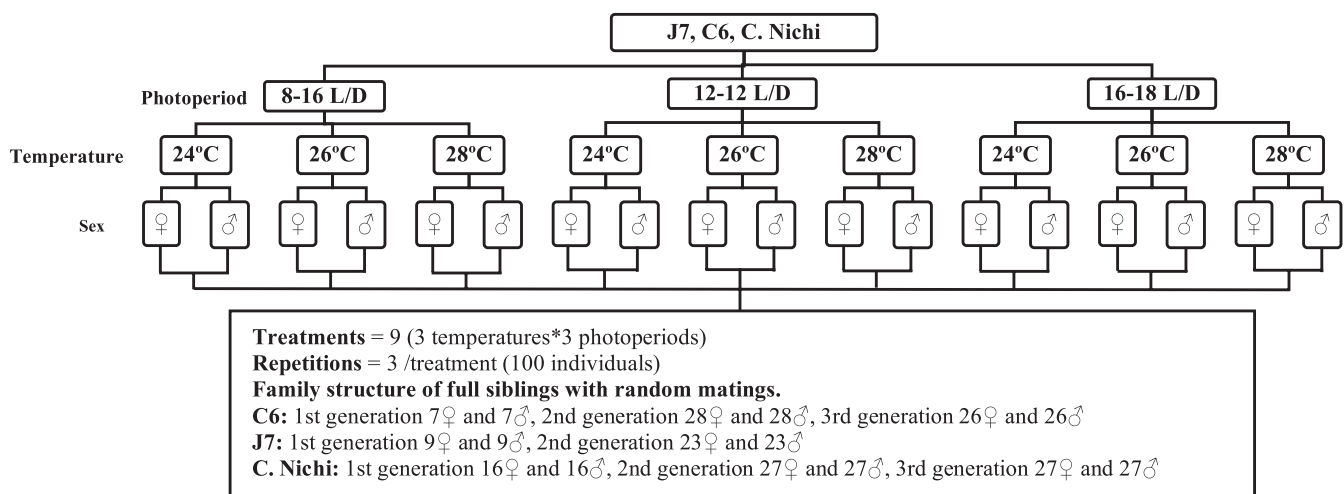 J7, C6, C. Nichi
Photoperiod 8-16 L/D 12-12 L/D 16-18 L/D
Temperature 24ºC 26ºC 28ºC 24ºC 26ºC 28ºC 24ºC 26ºC 28ºC
Sex ♀ ♂ ♀ ♂ ♀ ♂ ♀ ♂ ♀ ♂ ♀ ♂ ♀ ♂ ♀ ♂ ♀ ♂
Treatments = 9 (3 temperatures*3 photoperiods)
Repetitions = 3 /treatment (100 individuals)
Family structure of full siblings with random matings.
C6: 1st generation 7♀ and 7♂, 2nd generation 28♀ and 28♂, 3rd generation 26♀ and 26♂
J7: 1st generation 9♀ and 9♂, 2nd generation 23♀ and 23♂
C. Nichi: 1st generation 16♀ and 16♂, 2nd generation 27♀ and 27♂, 3rd generation 27♀ and 27♂